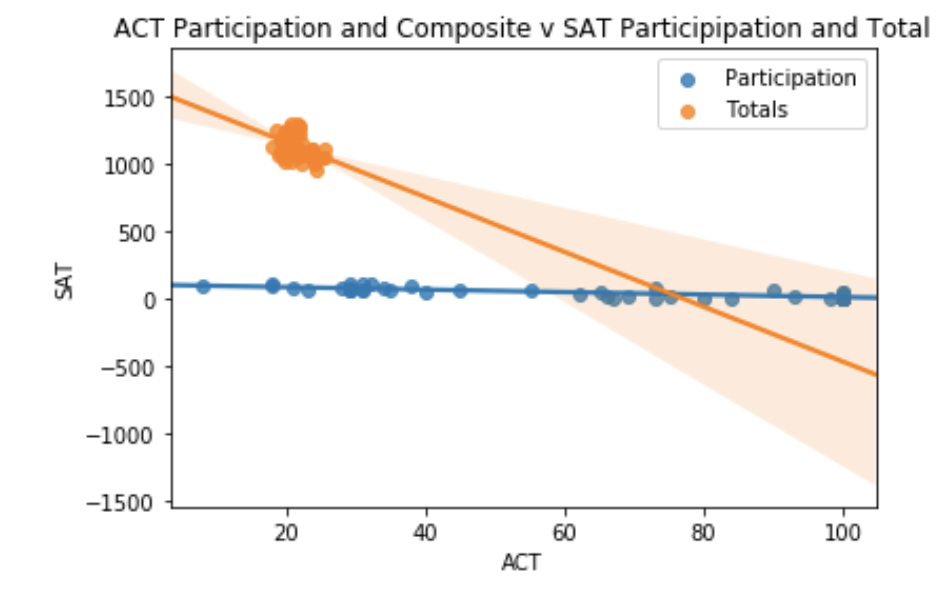 ACT Participation and Composite v SAT Particpipation and Total
Participation
Totals
1500
1000
500
0
−500
−1000
−1500
SAT
20 40 60 80 100
ACT